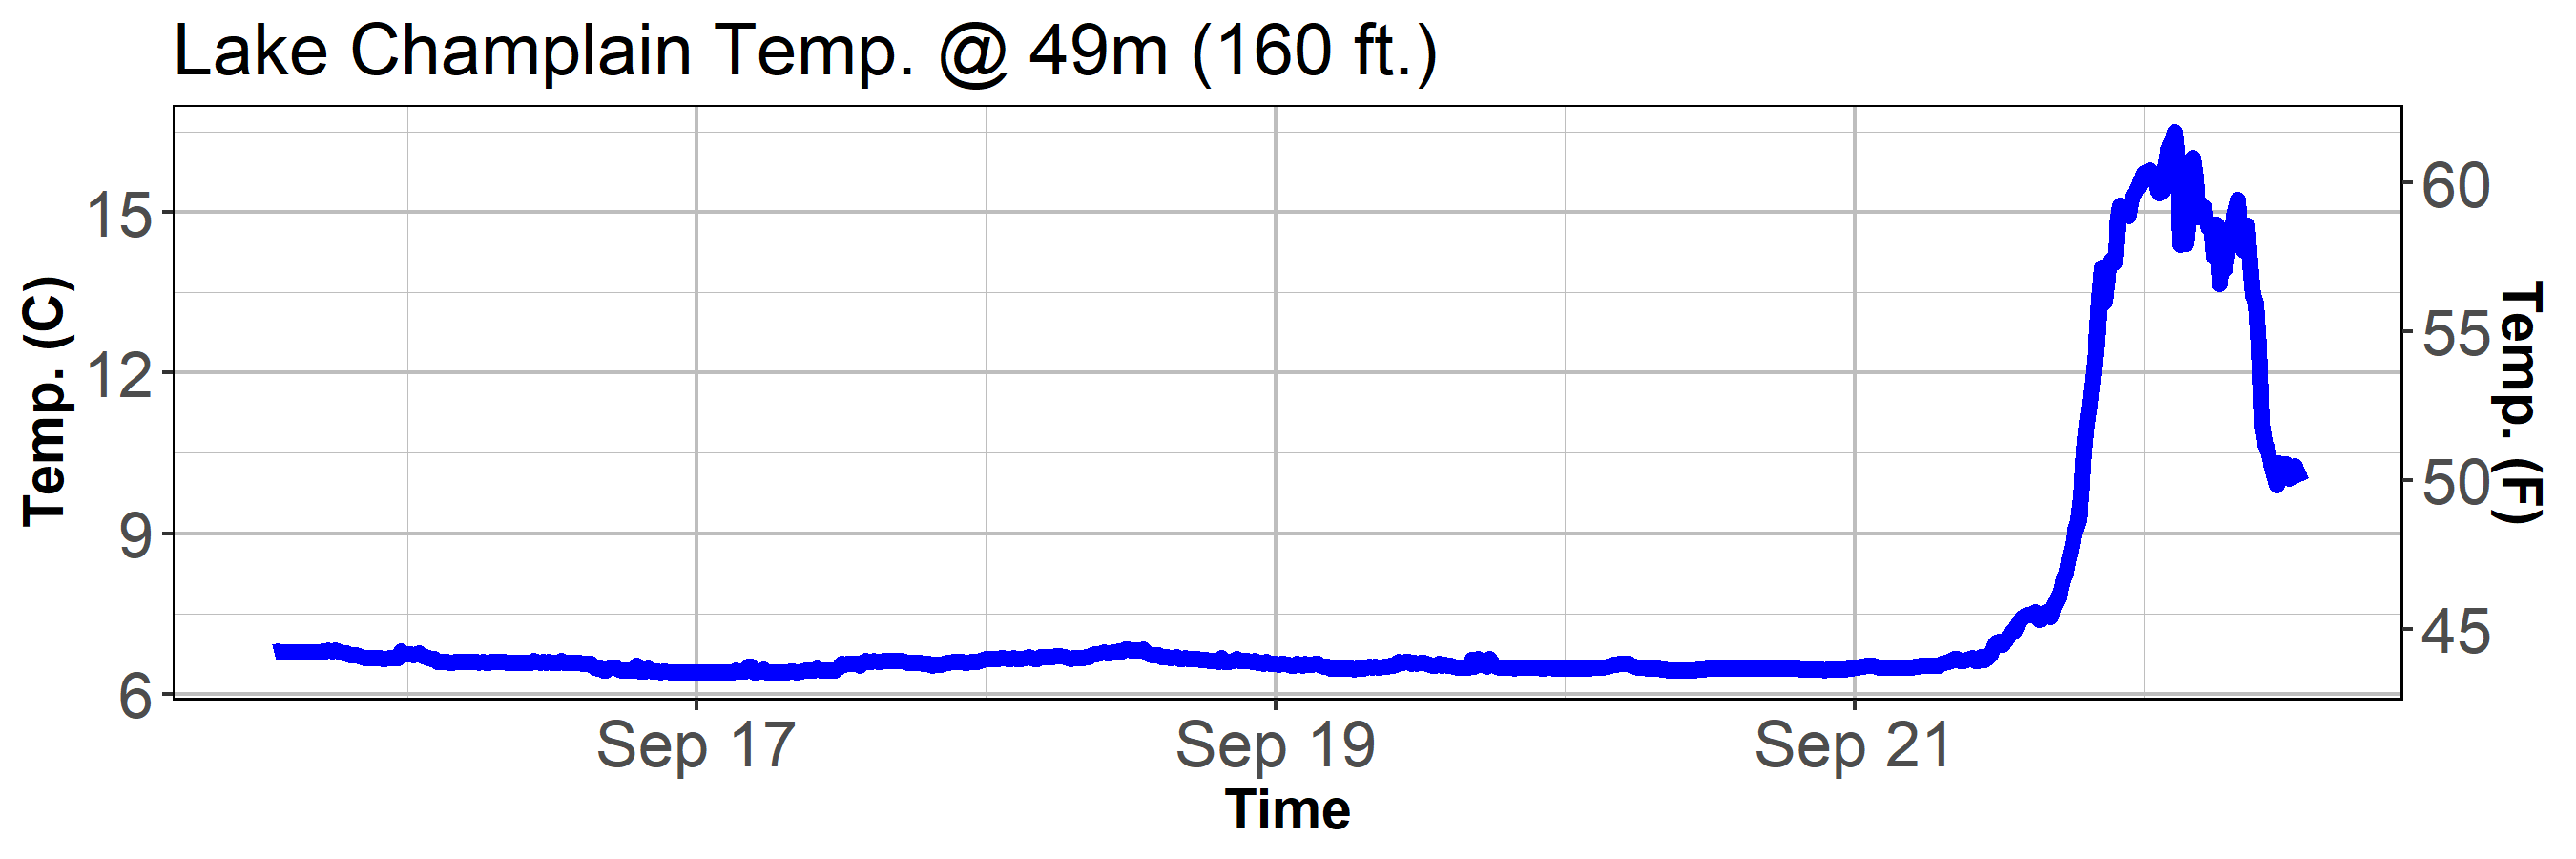 Lake Champlain Temp. @ 49m (160 ft.)
Temp. (C)
15
12
9
6
60
55
50
45
Temp. (F)
Sep 17 Sep 19 Sep 21
Time